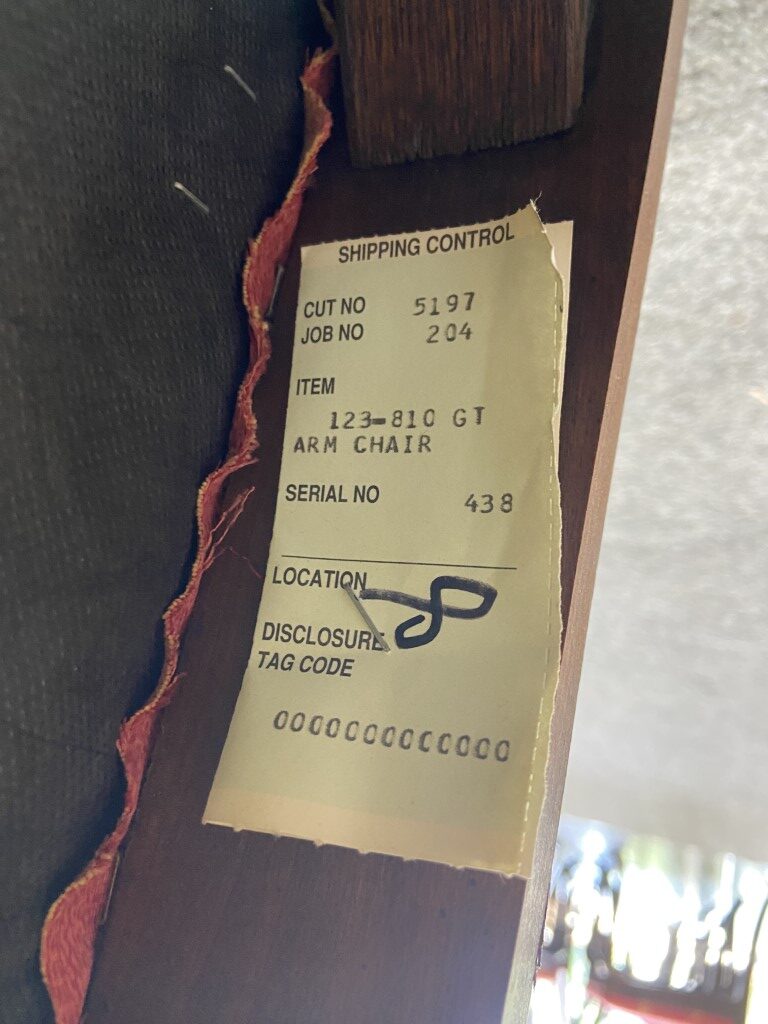 SHIPPING CONTROL
CUT NO 5197
JOB NO 204
ITEM
123-810 GT
ARM CHAIR
SERIAL NO 438
LOCATION 8
DISCLOSURE
TAG CODE
0000000000000